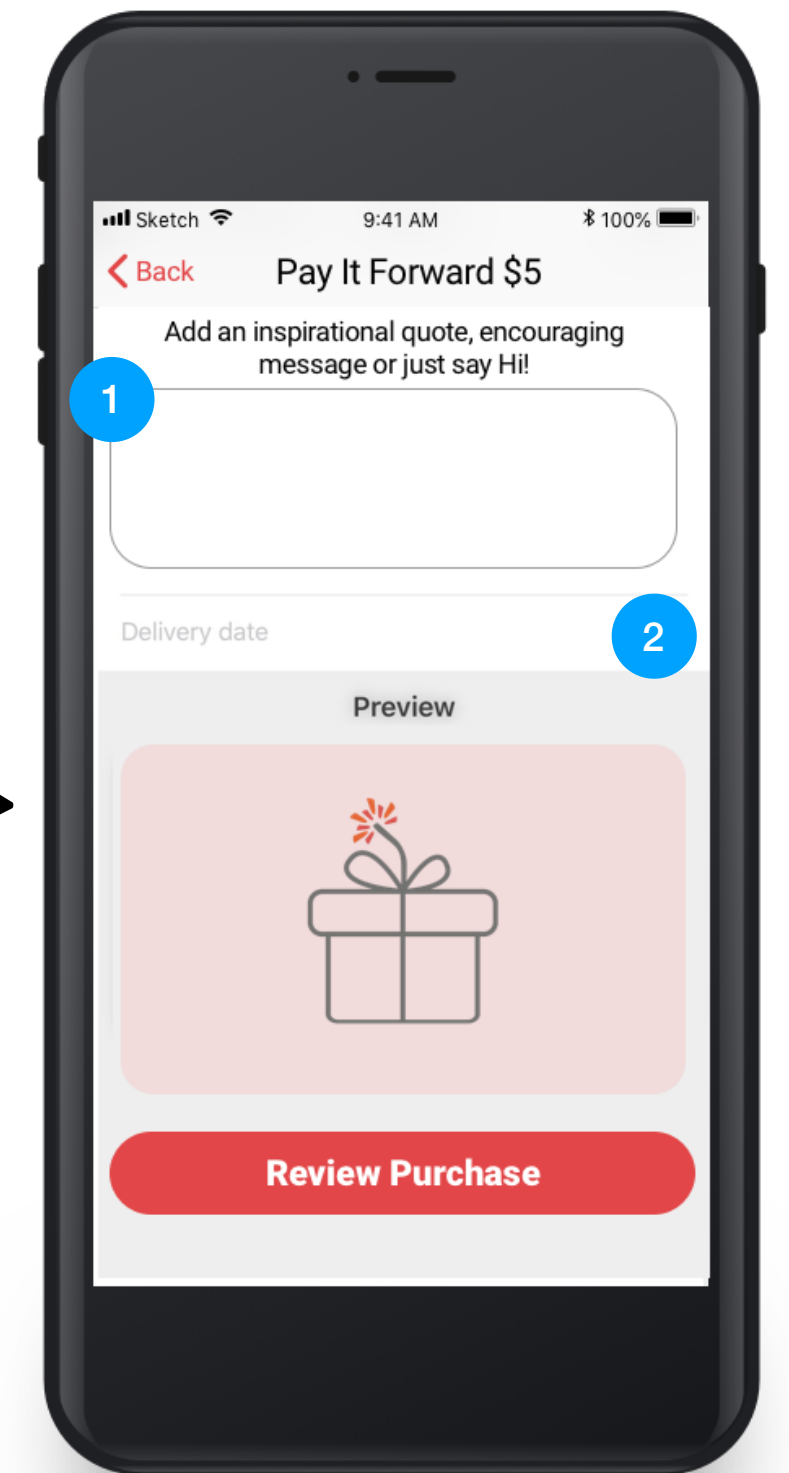 Sketch 9:41 AM 100%
Back Pay It Forward $5
Add an inspirational quote, encouraging
message or just say Hi!
1
Delivery date 2
Preview
Review Purchase